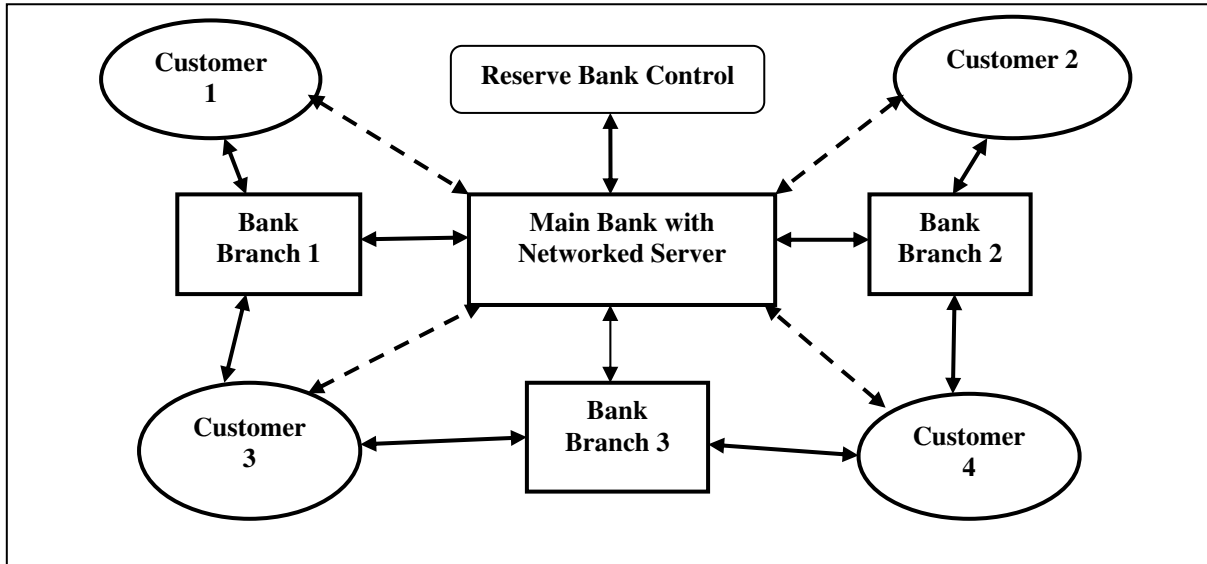 Customer
1
Reserve Bank Control
Customer 2
Bank
Branch 1
Main Bank with
Networked Server
Bank
Branch 2
Customer
3
Bank
Branch 3
Customer
4